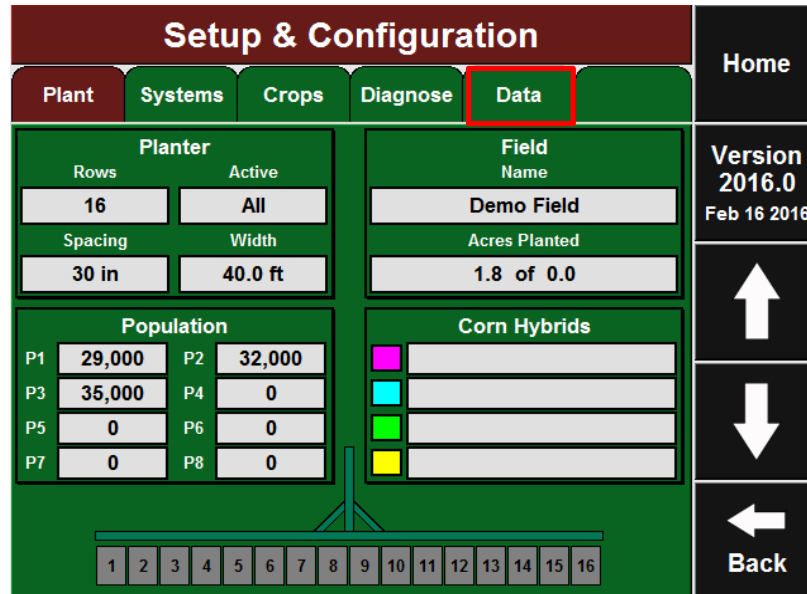 Setup & Configuration
Plant Systems Crops Diagnose Data
Planter
Rows Active
16 All
Spacing Width
30 in 40.0 ft
Field
Name
Demo Field
Acres Planted
1.8 of 0.0
Population
P1 29,000 P2 32,000
P3 35,000 P4 0
P5 0 P6 0
P7 0 P8 0
Corn Hybrids
1 2 3 4 5 6 7 8 9 10 11 12 13 14 15 16
Home
Version
2016.0
Feb 16 2016
Back